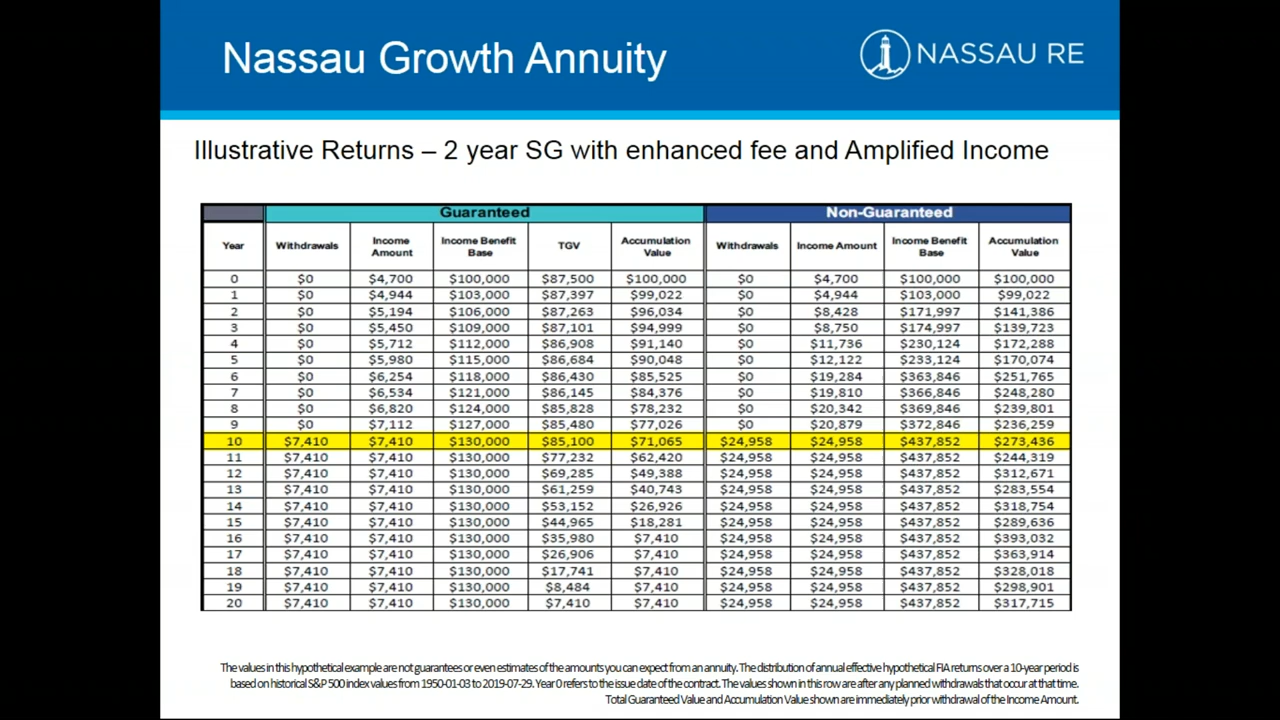 Nassau Growth Annuity
NASSAU RE
Illustrative Returns – 2 year SG with enhanced fee and Amplified Income
Guaranteed Non-Guaranteed
Year Withdrawals Income Amount Income Benefit Base TGV Accumulation Value Withdrawals Income Amount Income Benefit Base Accumulation Value
0 $0 $4,700 $100,000 $87,500 $100,000 $0 $4,700 $100,000 $100,000
1 $0 $4,944 $103,000 $87,397 $99,022 $0 $4,944 $103,000 $99,022
2 $0 $5,194 $106,000 $87,263 $96,034 $0 $8,428 $171,997 $141,386
3 $0 $5,450 $109,000 $87,101 $94,999 $0 $8,750 $174,997 $139,723
4 $0 $5,712 $112,000 $86,908 $91,140 $0 $11,736 $230,124 $172,288
5 $0 $5,980 $115,000 $86,684 $90,048 $0 $12,122 $233,124 $170,074
6 $0 $6,254 $118,000 $86,430 $85,525 $0 $19,284 $363,846 $251,765
7 $0 $6,534 $121,000 $86,145 $84,376 $0 $19,810 $366,846 $248,280
8 $0 $6,820 $124,000 $85,828 $78,232 $0 $20,342 $369,846 $239,801
9 $0 $7,112 $127,000 $85,480 $77,026 $0 $20,879 $372,846 $236,259
10 $7,410 $7,410 $130,000 $85,100 $71,065 $24,958 $24,958 $437,852 $273,436
11 $7,410 $7,410 $130,000 $77,232 $62,420 $24,958 $24,958 $437,852 $244,319
12 $7,410 $7,410 $130,000 $69,285 $49,388 $24,958 $24,958 $437,852 $312,671
13 $7,410 $7,410 $130,000 $61,259 $40,743 $24,958 $24,958 $437,852 $283,554
14 $7,410 $7,410 $130,000 $53,152 $26,926 $24,958 $24,958 $437,852 $318,754
15 $7,410 $7,410 $130,000 $44,965 $18,281 $24,958 $24,958 $437,852 $289,636
16 $7,410 $7,410 $130,000 $35,980 $7,410 $24,958 $24,958 $437,852 $393,032
17 $7,410 $7,410 $130,000 $26,906 $7,410 $24,958 $24,958 $437,852 $363,914
18 $7,410 $7,410 $130,000 $17,741 $7,410 $24,958 $24,958 $437,852 $328,018
19 $7,410 $7,410 $130,000 $8,484 $7,410 $24,958 $24,958 $437,852 $298,901
20 $7,410 $7,410 $130,000 $7,410 $7,410 $24,958 $24,958 $437,852 $317,715
The values in this hypothetical example are not guarantees or even estimates of the amounts you can expect from an annuity. The distribution of annual effective hypothetical FIA returns over a 10-year period is
based on historical S&P 500 index values from 1950-01-03 to 2019-07-29. Year 0 refers to the issue date of the contract. The values shown in this row are after any planned withdrawals that occur at that time.
Total Guaranteed Value and Accumulation Value shown are immediately prior withdrawal of the Income Amount.